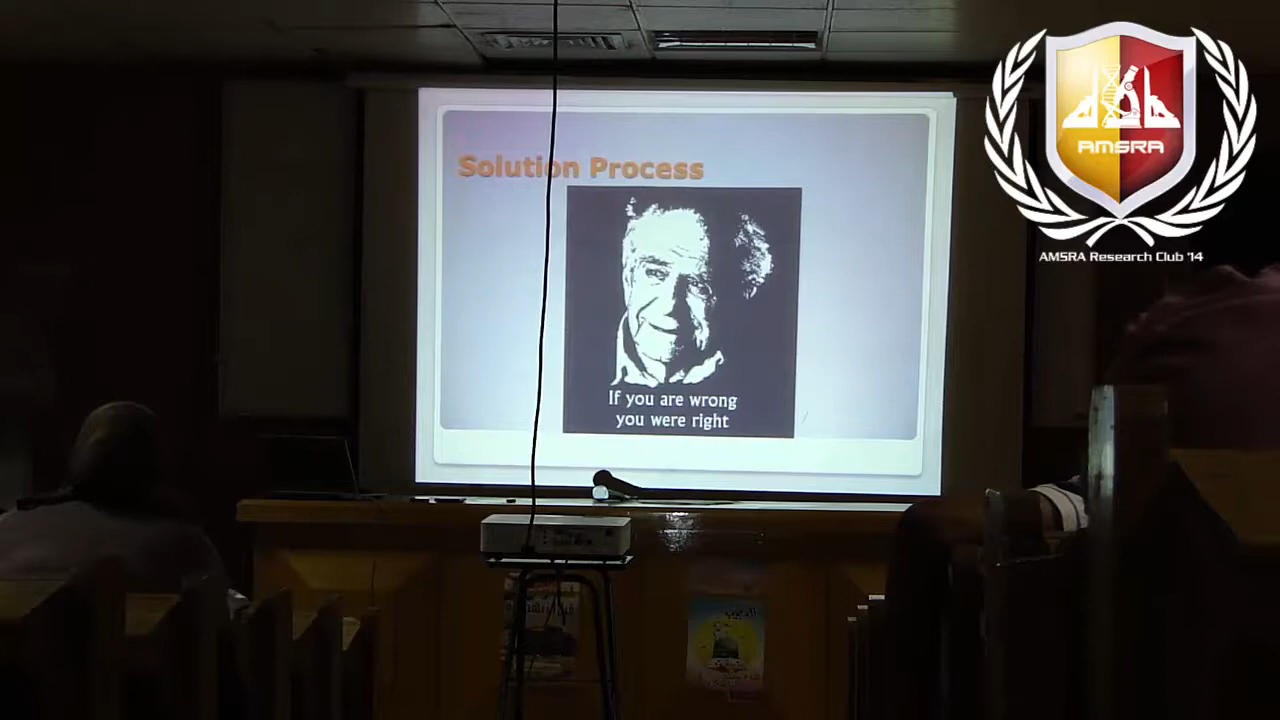 Solution Process
If you are wrong
you were right
AMSRA
AMSRA Research Club '14